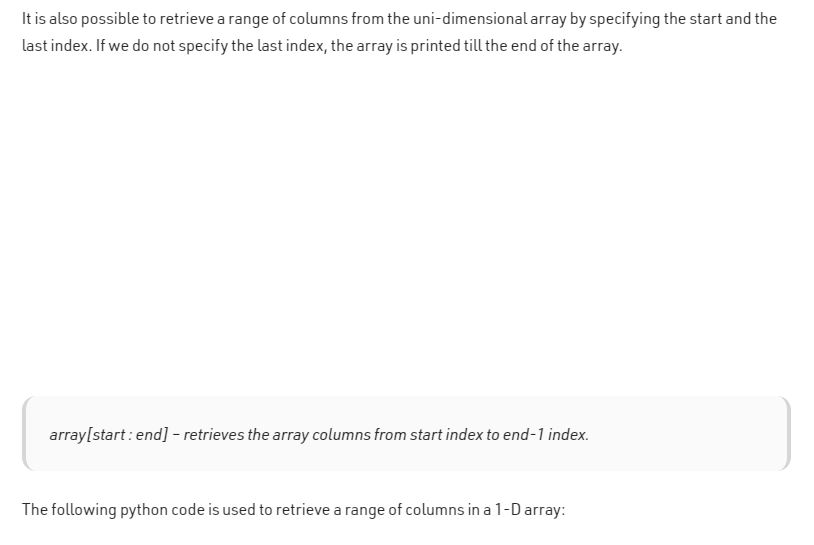 It is also possible to retrieve a range of columns from the uni-dimensional array by specifying the start and the
last index. If we do not specify the last index, the array is printed till the end of the array.
array[start : end] – retrieves the array columns from start index to end-1 index.
The following python code is used to retrieve a range of columns in a 1-D array: